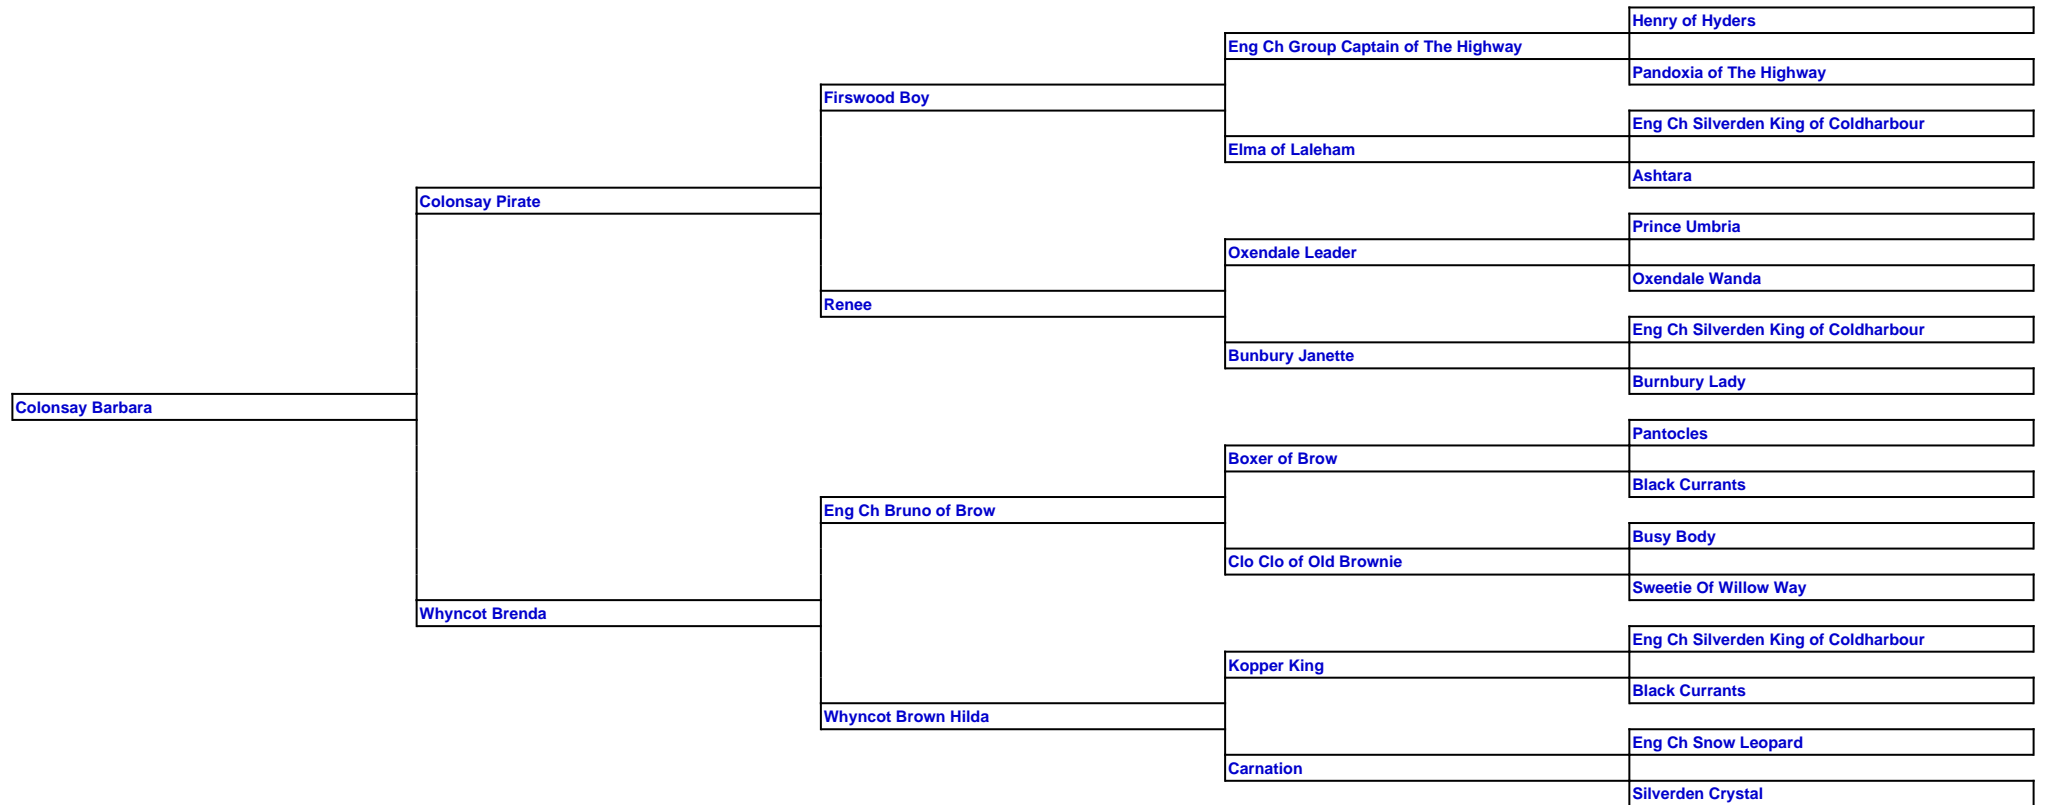 Henry of Hyders
Eng Ch Group Captain of The Highway
Pandoxia of The Highway
Firswood Boy
Eng Ch Silverden King of Coldharbour
Elma of Laleham
Ashtara
Colonsay Pirate
Prince Umbria
Oxendale Leader
Oxendale Wanda
Renee
Eng Ch Silverden King of Coldharbour
Bunbury Janette
Burnbury Lady
Colonsay Barbara
Pantocles
Boxer of Brow
Black Currants
Eng Ch Bruno of Brow
Busy Body
Clo Clo of Old Brownie
Sweetie Of Willow Way
Whyncot Brenda
Eng Ch Silverden King of Coldharbour
Kopper King
Black Currants
Whyncot Brown Hilda
Eng Ch Snow Leopard
Carnation
Silverden Crystal